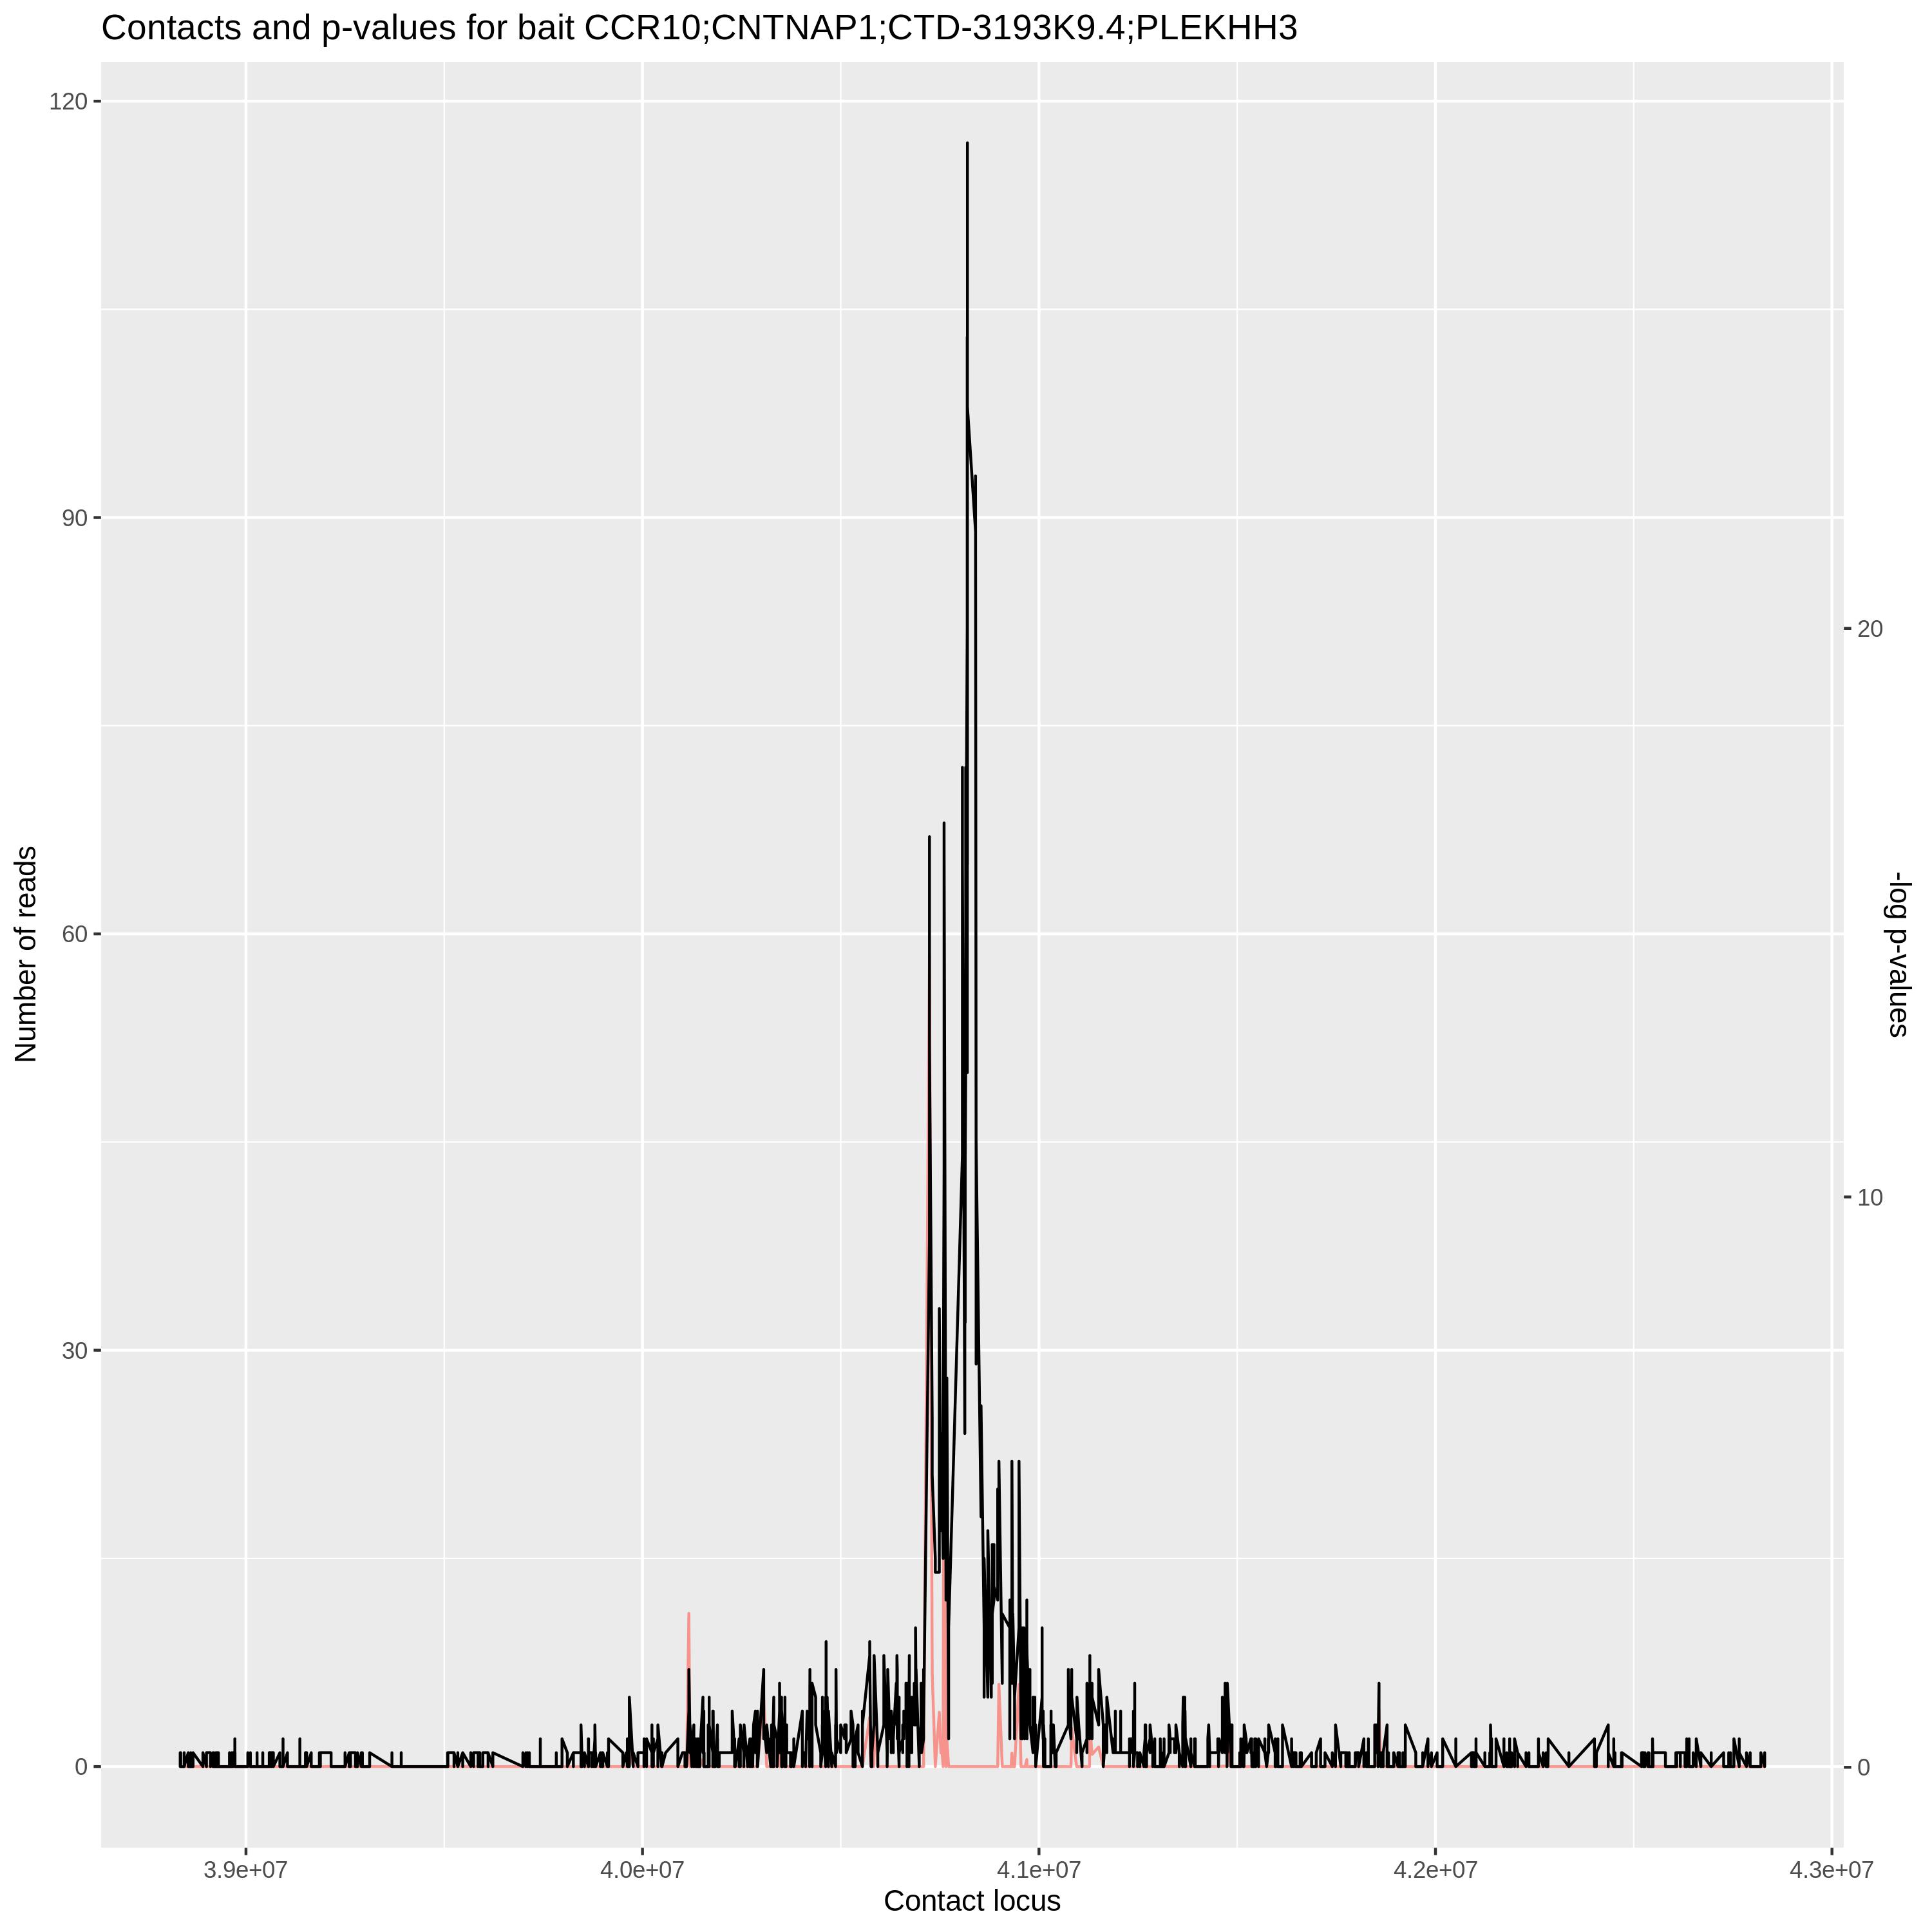 Contacts and p-values for bait CCR10;CNTNAP1;CTD-3193K9.4;PLEKHH3
120
90
60
30
0
Number of reads
20
10
0
-log p-values
3.9e+07 4.0e+07 4.1e+07 4.2e+07 4.3e+07
Contact locus